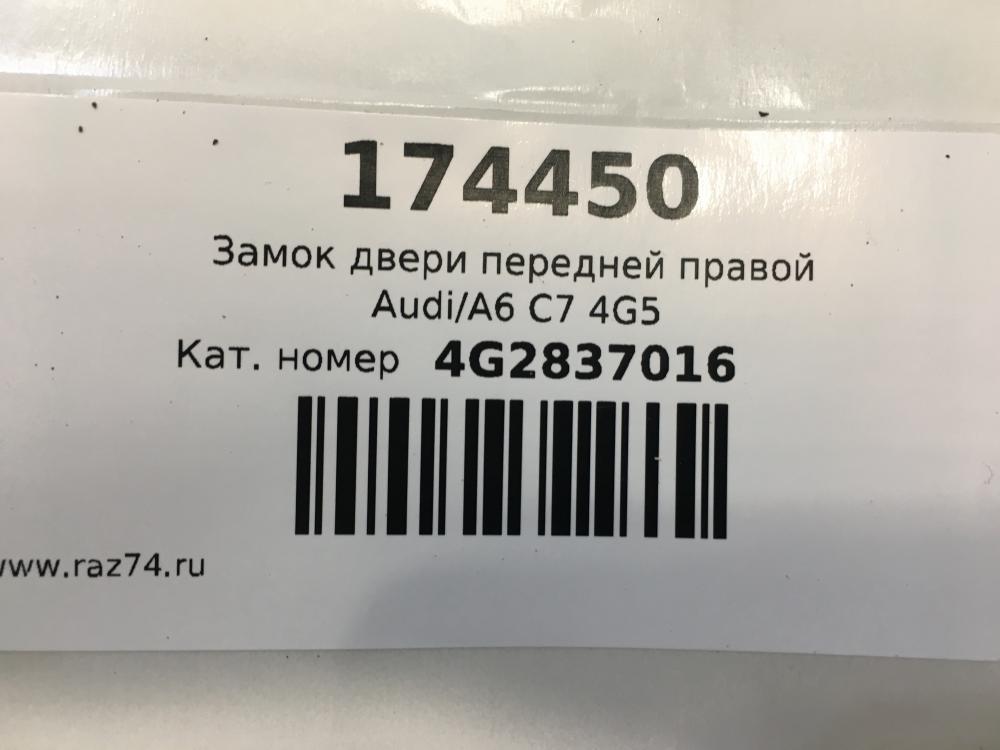 174450
Замок двери передней правой
Audi/A6 C7 4G5
Кат. номер 4G2837016
www.raz74.ru